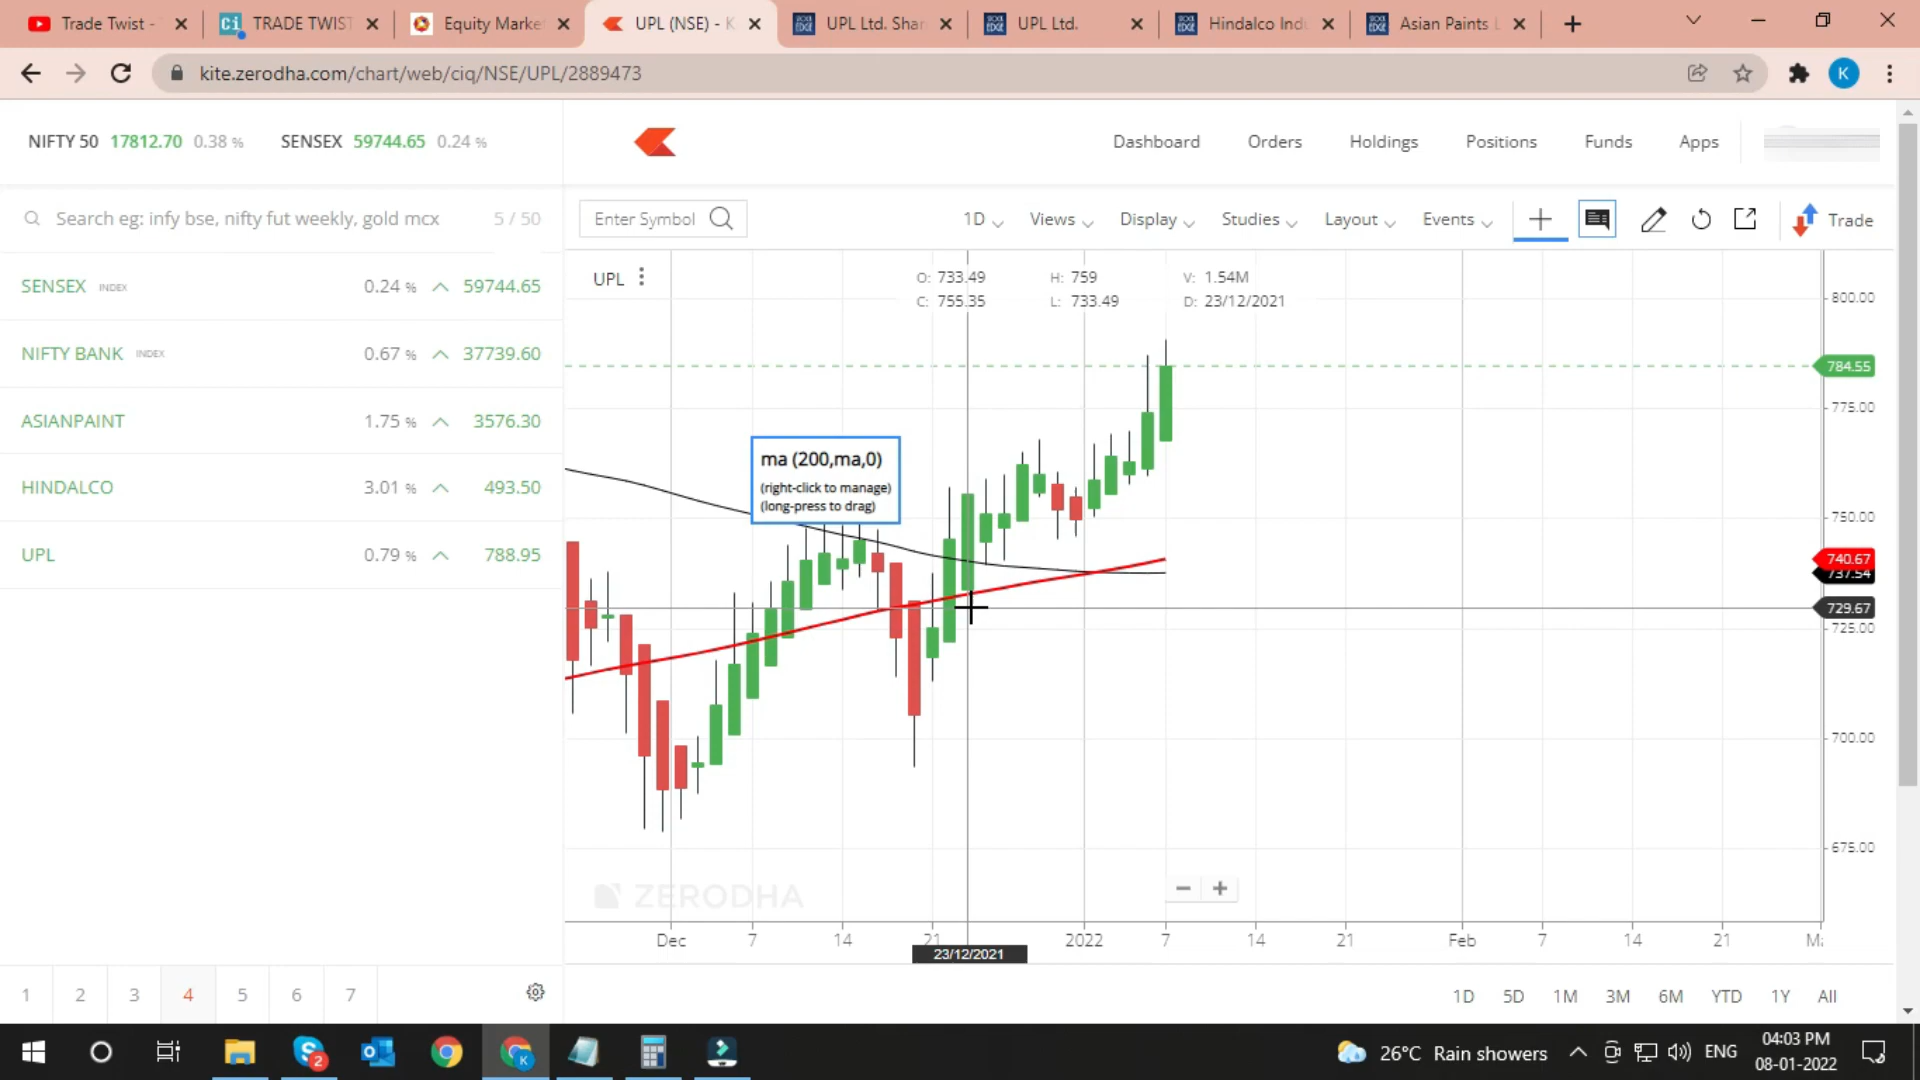 Trade Twist - TRADE TWIST Equity Marke UPL (NSE) - K UPL Ltd. Shar UPL Ltd. Hindalco Indu Asian Paints L
kite.zerodha.com/chart/web/ciq/NSE/UPL/2889473 K
NIFTY 50 17812.70 0.38 % SENSEX 59744.65 0.24 %
Dashboard Orders Holdings Positions Funds Apps
Search eg: infy bse, nifty fut weekly, gold mcx 5 / 50
Enter Symbol 1D Views Display Studies Layout Events Trade
SENSEX INDEX 0.24 % 59744.65
NIFTY BANK INDEX 0.67 % 37739.60
ASIANPAINT 1.75 % 3576.30
HINDALCO 3.01 % 493.50
UPL 0.79 % 788.95
UPL
O: 733.49 H: 759 V: 1.54M
C: 755.35 L: 733.49 D: 23/12/2021
ma (200,ma,0)
(right-click to manage)
(long-press to drag)
800.00
784.55
775.00
750.00
740.67
737.54
729.67
725.00
700.00
675.00
ZERODHA
Dec 7 14 21 2022 7 14 21 Feb 7 14 21
23/12/2021
1 2 3 4 5 6 7
1D 5D 1M 3M 6M YTD 1Y All
2 K 26°C Rain showers ENG
04:03 PM
08-01-2022